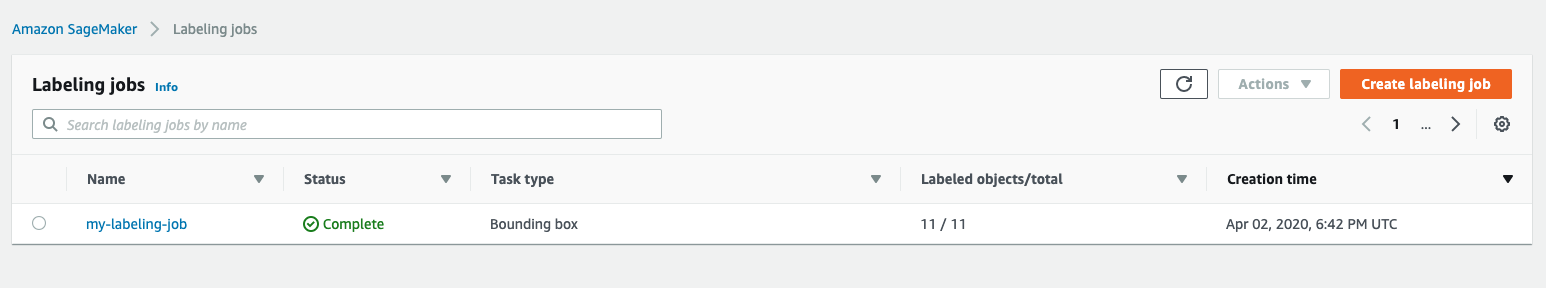 Amazon SageMaker > Labeling jobs
Labeling jobs Info
Actions Create labeling job
Search labeling jobs by name
1 ...
Name Status Task type Labeled objects/total Creation time
my-labeling-job Complete Bounding box 11 / 11 Apr 02, 2020, 6:42 PM UTC